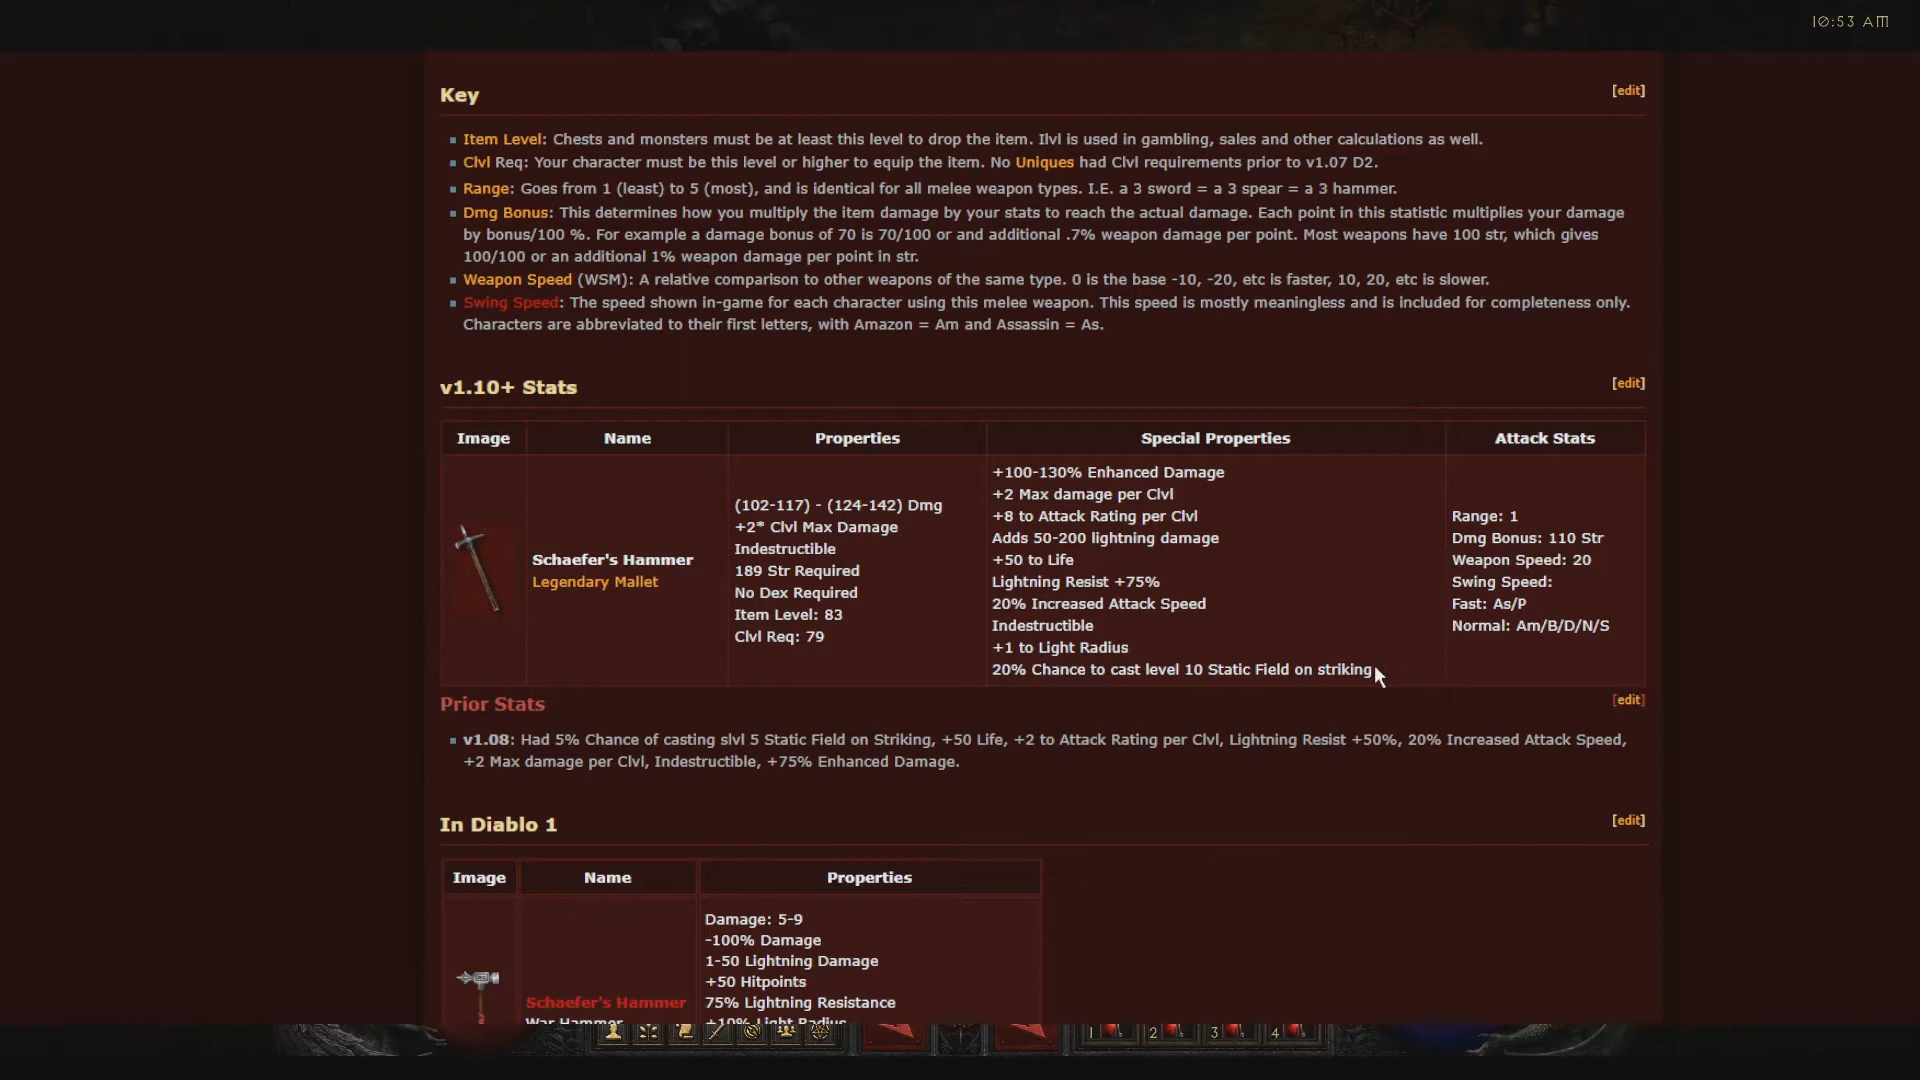 10:53 AM
Key
[edit]
Item Level: Chests and monsters must be at least this level to drop the item. Ilvl is used in gambling, sales and other calculations as well.
Clvl Req: Your character must be this level or higher to equip the item. No Uniques had Clvl requirements prior to v1.07 D2.
Range: Goes from 1 (least) to 5 (most), and is identical for all melee weapon types. I.E. a 3 sword = a 3 spear = a 3 hammer.
Dmg Bonus: This determines how you multiply the item damage by your stats to reach the actual damage. Each point in this statistic multiplies your damage
by bonus/100 %. For example a damage bonus of 70 is 70/100 or and additional .7% weapon damage per point. Most weapons have 100 str, which gives
100/100 or an additional 1% weapon damage per point in str.
Weapon Speed (WSM): A relative comparison to other weapons of the same type. 0 is the base -10, -20, etc is faster, 10, 20, etc is slower.
Swing Speed: The speed shown in-game for each character using this melee weapon. This speed is mostly meaningless and is included for completeness only.
Characters are abbreviated to their first letters, with Amazon = Am and Assassin = As.
v1.10+ Stats
[edit]
Image Name Properties Special Properties Attack Stats
Schaefer's Hammer
Legendary Mallet
(102-117) - (124-142) Dmg
+2* Clvl Max Damage
Indestructible
189 Str Required
No Dex Required
Item Level: 83
Clvl Req: 79
+100-130% Enhanced Damage
+2 Max damage per Clvl
+8 to Attack Rating per Clvl
Adds 50-200 lightning damage
+50 to Life
Lightning Resist +75%
20% Increased Attack Speed
Indestructible
+1 to Light Radius
20% Chance to cast level 10 Static Field on striking
Range: 1
Dmg Bonus: 110 Str
Weapon Speed: 20
Swing Speed:
Fast: As/P
Normal: Am/B/D/N/S
Prior Stats
[edit]
v1.08: Had 5% Chance of casting slvl 5 Static Field on Striking, +50 Life, +2 to Attack Rating per Clvl, Lightning Resist +50%, 20% Increased Attack Speed,
+2 Max damage per Clvl, Indestructible, +75% Enhanced Damage.
In Diablo 1
[edit]
Image Name Properties
Schaefer's Hammer
War Hammer
Damage: 5-9
-100% Damage
1-50 Lightning Damage
+50 Hitpoints
75% Lightning Resistance
+10% Light Radius
1 2 3 4